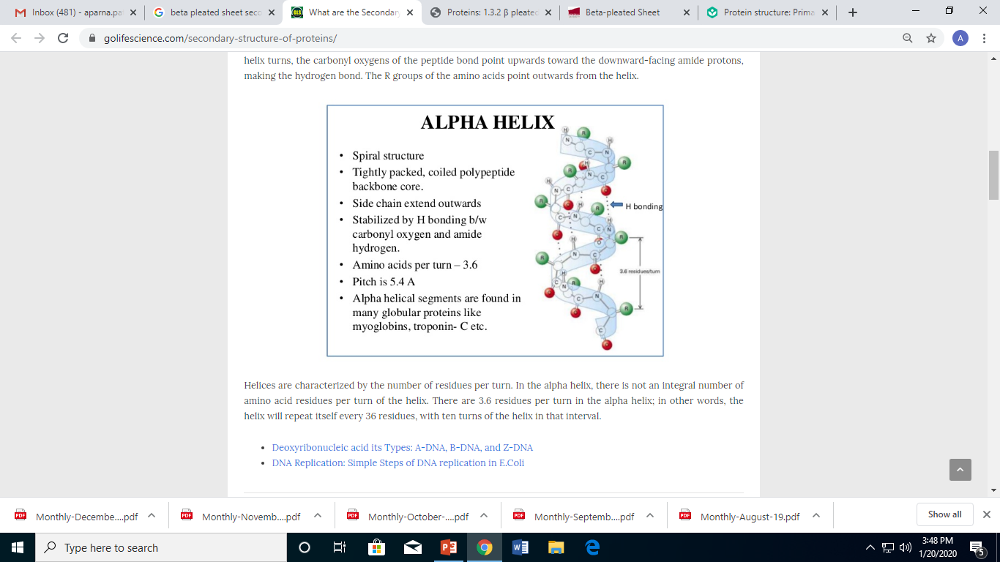 Inbox (481) - aparna.pa
beta pleated sheet seco
What are the Secondary
Proteins: 1.3.2 β pleated
Beta-pleated Sheet
Protein structure: Prima
golifescience.com/secondary-structure-of-proteins/
A
helix turns, the carbonyl oxygens of the peptide bond point upwards toward the downward-facing amide protons,
making the hydrogen bond. The R groups of the amino acids point outwards from the helix.
ALPHA HELIX
• Spiral structure
• Tightly packed, coiled polypeptide
backbone core.
• Side chain extend outwards
• Stabilized by H bonding b/w
carbonyl oxygen and amide
hydrogen.
• Amino acids per turn – 3.6
• Pitch is 5.4 A
• Alpha helical segments are found in
many globular proteins like
myoglobins, troponin- C etc.
H bonding
3.6 residues/turn
Helices are characterized by the number of residues per turn. In the alpha helix, there is not an integral number of
amino acid residues per turn of the helix. There are 3.6 residues per turn in the alpha helix; in other words, the
helix will repeat itself every 36 residues, with ten turns of the helix in that interval.
• Deoxyribonucleic acid its Types: A-DNA, B-DNA, and Z-DNA
• DNA Replication: Simple Steps of DNA replication in E.Coli
Monthly-Decembe....pdf
Monthly-Novemb....pdf
Monthly-October-....pdf
Monthly-Septemb....pdf
Monthly-August-19.pdf
Show all
Type here to search
3:48 PM
1/20/2020
5